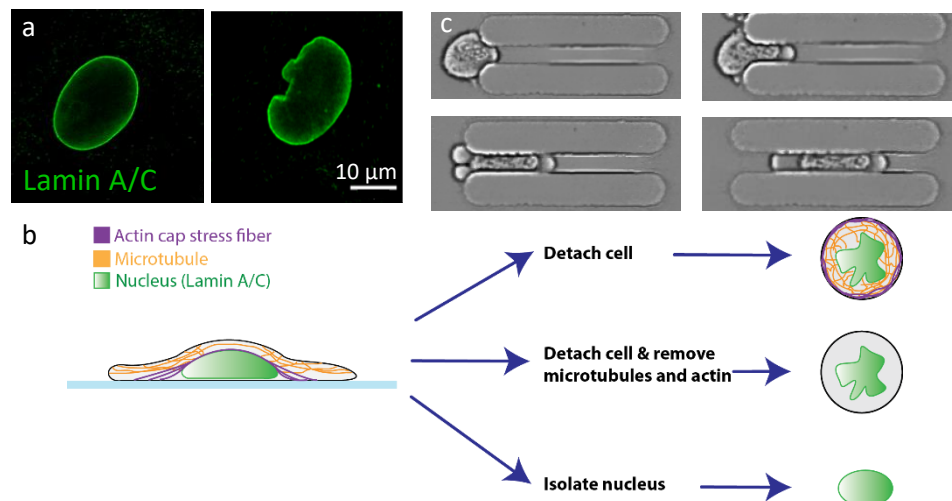 a
Lamin A/C
10 μm
c
b
Actin cap stress fiber
Microtubule
Nucleus (Lamin A/C)
Detach cell
Detach cell & remove
microtubules and actin
Isolate nucleus